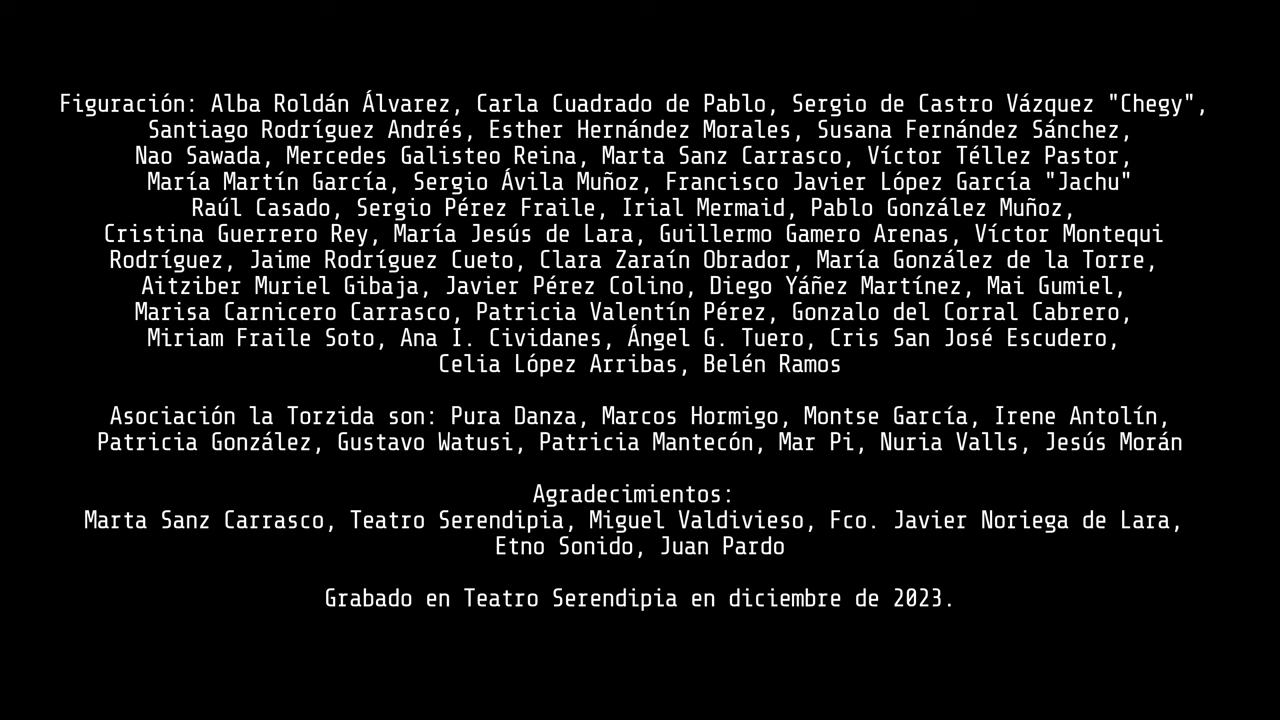 Figuración: Alba Roldán Álvarez, Carla Cuadrado de Pablo, Sergio de Castro Vázquez "Chegy",
Santiago Rodríguez Andrés, Esther Hernández Morales, Susana Fernández Sánchez,
Nao Sawada, Mercedes Galisteo Reina, Marta Sanz Carrasco, Víctor Téllez Pastor,
María Martín García, Sergio Ávila Muñoz, Francisco Javier López García "Jachu"
Raúl Casado, Sergio Pérez Fraile, Irial Mermaid, Pablo González Muñoz,
Cristina Guerrero Rey, María Jesús de Lara, Guillermo Gamero Arenas, Víctor Montequi
Rodríguez, Jaime Rodríguez Cueto, Clara Zaraín Obrador, María González de la Torre,
Aitziber Muriel Gibaja, Javier Pérez Colino, Diego Yáñez Martínez, Mai Gumiel,
Marisa Carnicero Carrasco, Patricia Valentín Pérez, Gonzalo del Corral Cabrero,
Miriam Fraile Soto, Ana I. Cividanes, Ángel G. Tuero, Cris San José Escudero,
Celia López Arribas, Belén Ramos
Asociación la Torzida son: Pura Danza, Marcos Hormigo, Montse García, Irene Antolín,
Patricia González, Gustavo Watusi, Patricia Mantecón, Mar Pi, Nuria Valls, Jesús Morán
Agradecimientos:
Marta Sanz Carrasco, Teatro Serendipia, Miguel Valdivieso, Fco. Javier Noriega de Lara,
Etno Sonido, Juan Pardo
Grabado en Teatro Serendipia en diciembre de 2023.